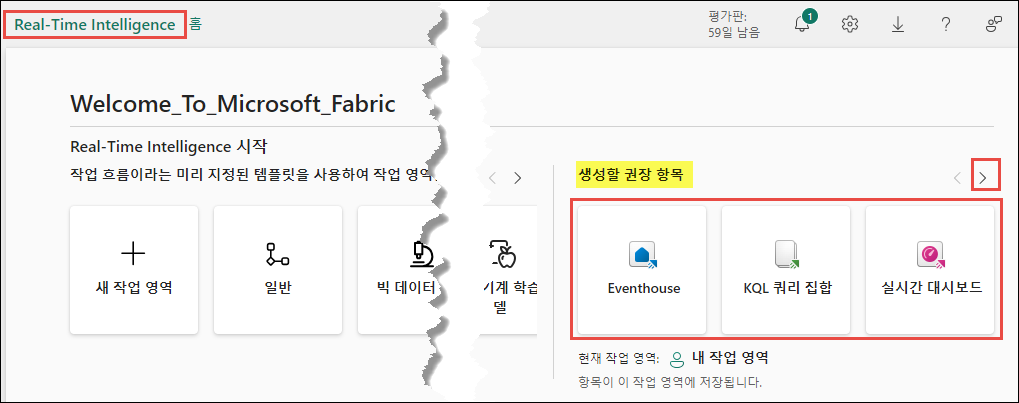 Real-Time Intelligence 홈
평가판:
59일 남음
1
Welcome_To_Microsoft_Fabric
Real-Time Intelligence 시작
작업 흐름이라는 미리 지정된 템플릿을 사용하여 작업 영역
생성할 권장 항목
새 작업 영역
일반
빅 데이터
기계 학습
델
Eventhouse
KQL 쿼리 집합
실시간 대시보드
현재 작업 영역: 내 작업 영역
항목이 이 작업 영역에 저장됩니다.